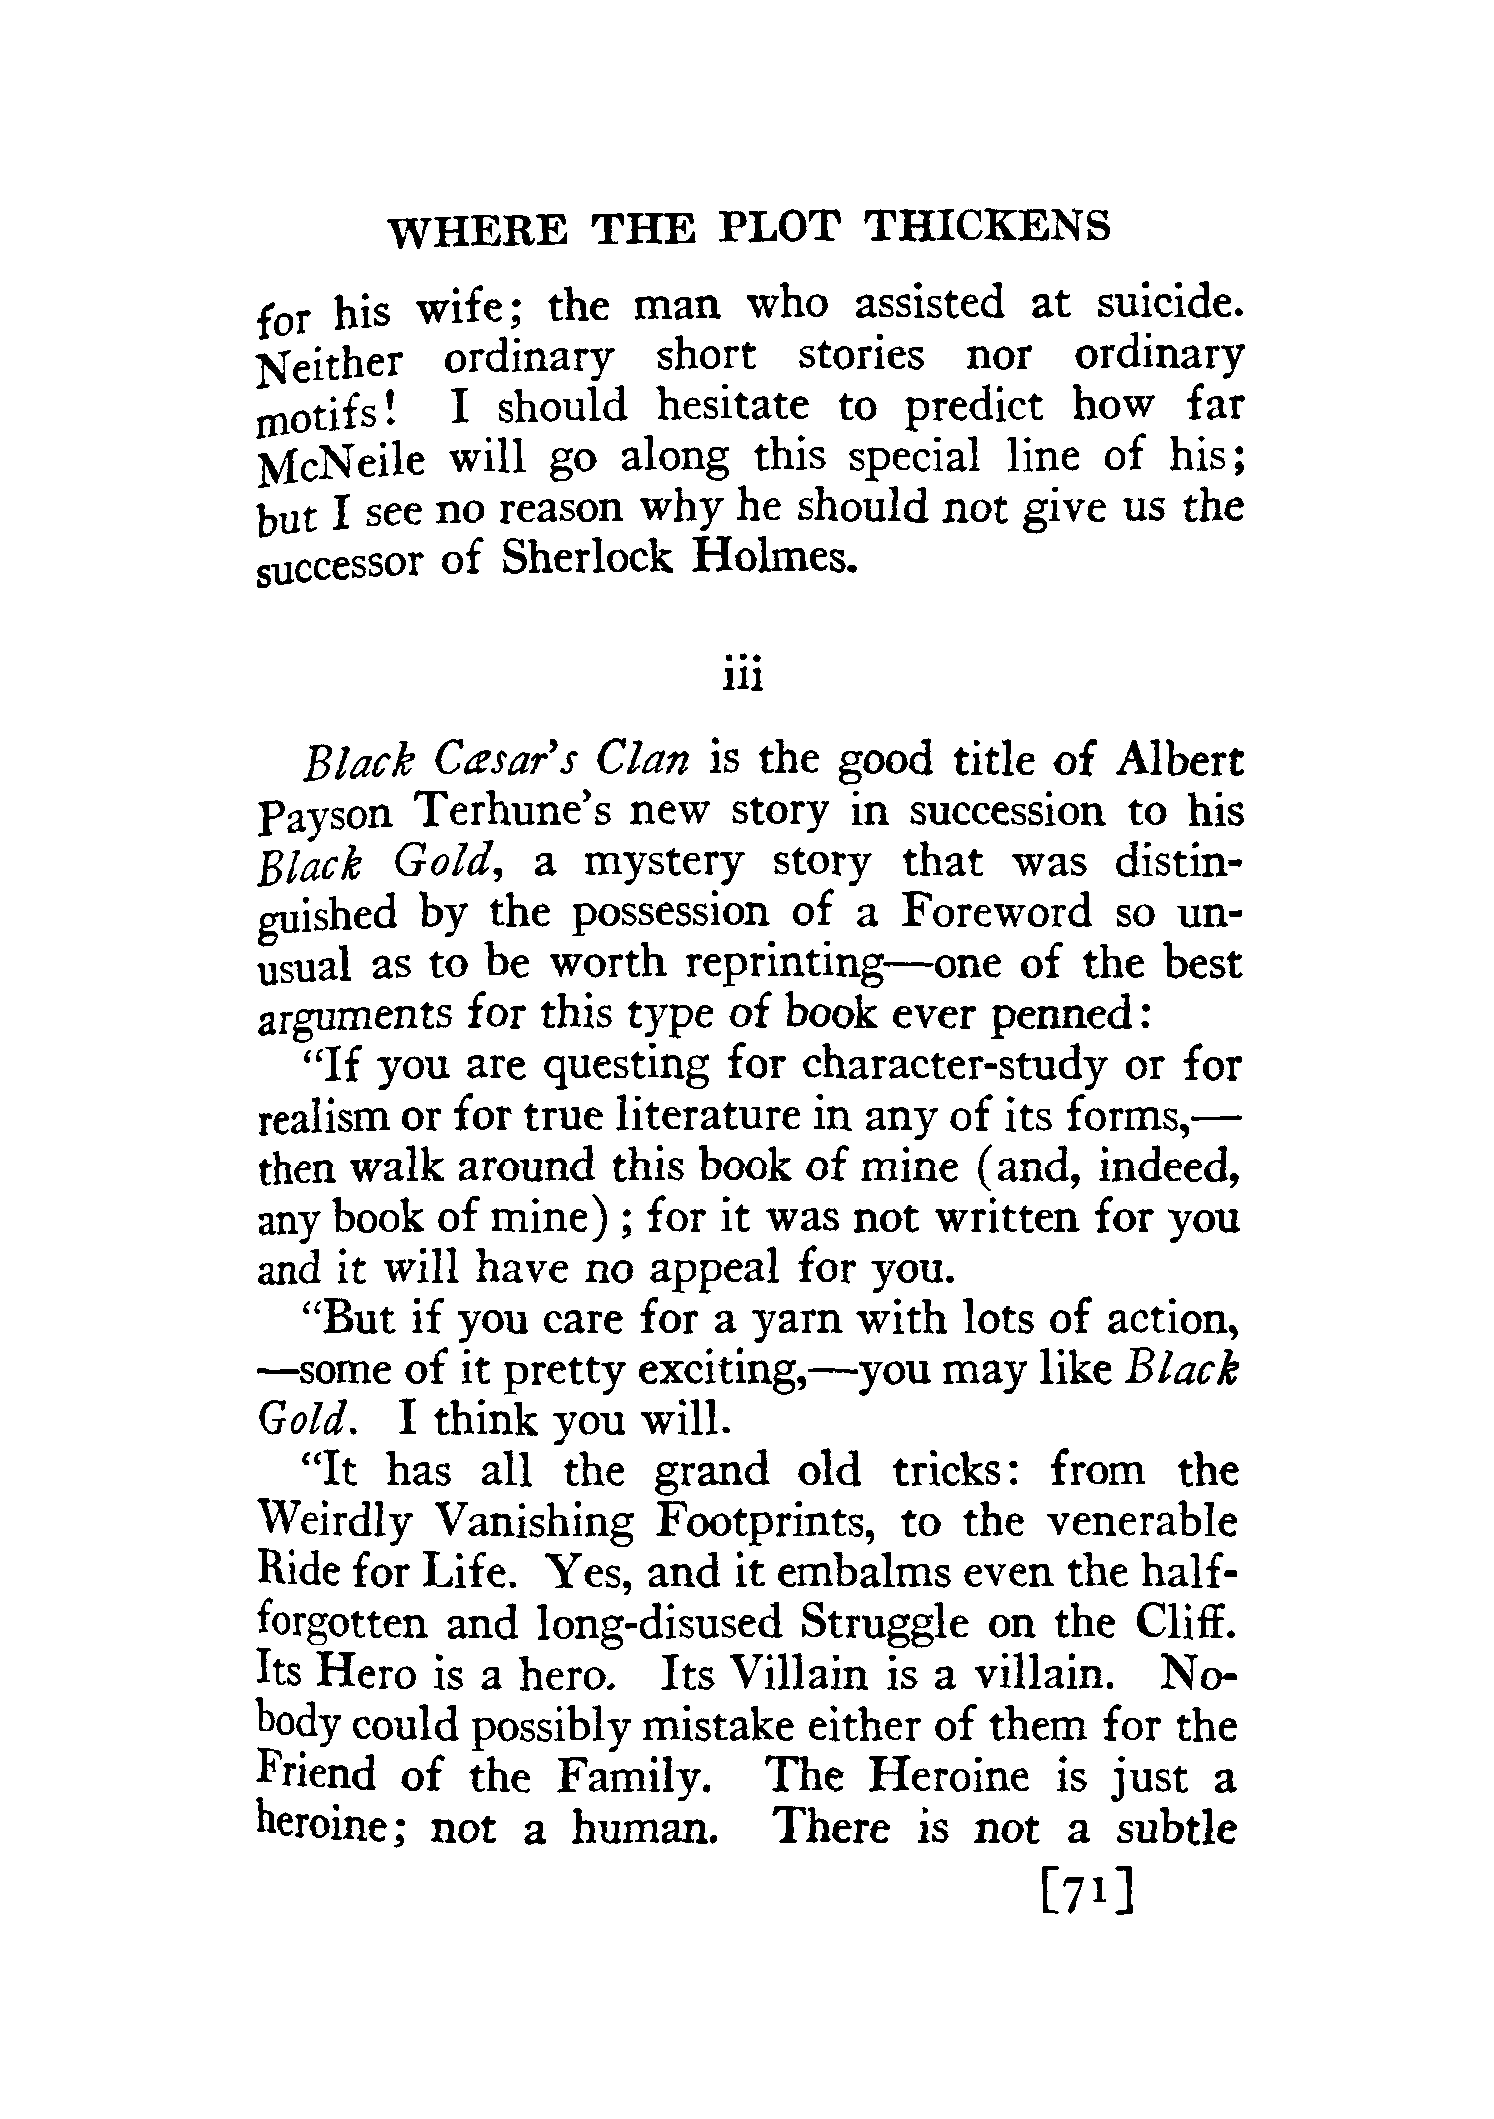 WHERE THE PLOT THICKENS
for his wife; the man who assisted at suicide.
Neither ordinary short stories nor ordinary
motifs! I should hesitate to predict how far
McNeile will go along this special line of his;
but I see no reason why he should not give us the
successor of Sherlock Holmes.
iii
Black Cæsar's Clan is the good title of Albert
Payson Terhune's new story in succession to his
Black Gold, a mystery story that was distin-
guished by the possession of a Foreword so un-
usual as to be worth reprinting—one of the best
arguments for this type of book ever penned:
"If you are questing for character-study or for
realism or for true literature in any of its forms,—
then walk around this book of mine (and, indeed,
any book of mine); for it was not written for you
and it will have no appeal for you.
"But if you care for a yarn with lots of action,
—some of it pretty exciting,—you may like Black
Gold. I think you will.
"It has all the grand old tricks: from the
Weirdly Vanishing Footprints, to the venerable
Ride for Life. Yes, and it embalms even the half-
forgotten and long-disused Struggle on the Cliff.
Its Hero is a hero. Its Villain is a villain. No-
body could possibly mistake either of them for the
Friend of the Family. The Heroine is just a
heroine; not a human. There is not a subtle
[71]